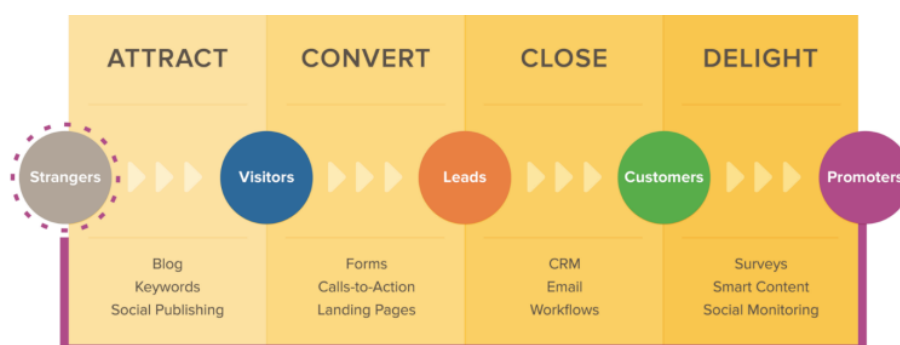 ATTRACT
CONVERT
CLOSE
DELIGHT
Strangers
Visitors
Leads
Customers
Promoters
Blog
Keywords
Social Publishing
Forms
Calls-to-Action
Landing Pages
CRM
Email
Workflows
Surveys
Smart Content
Social Monitoring